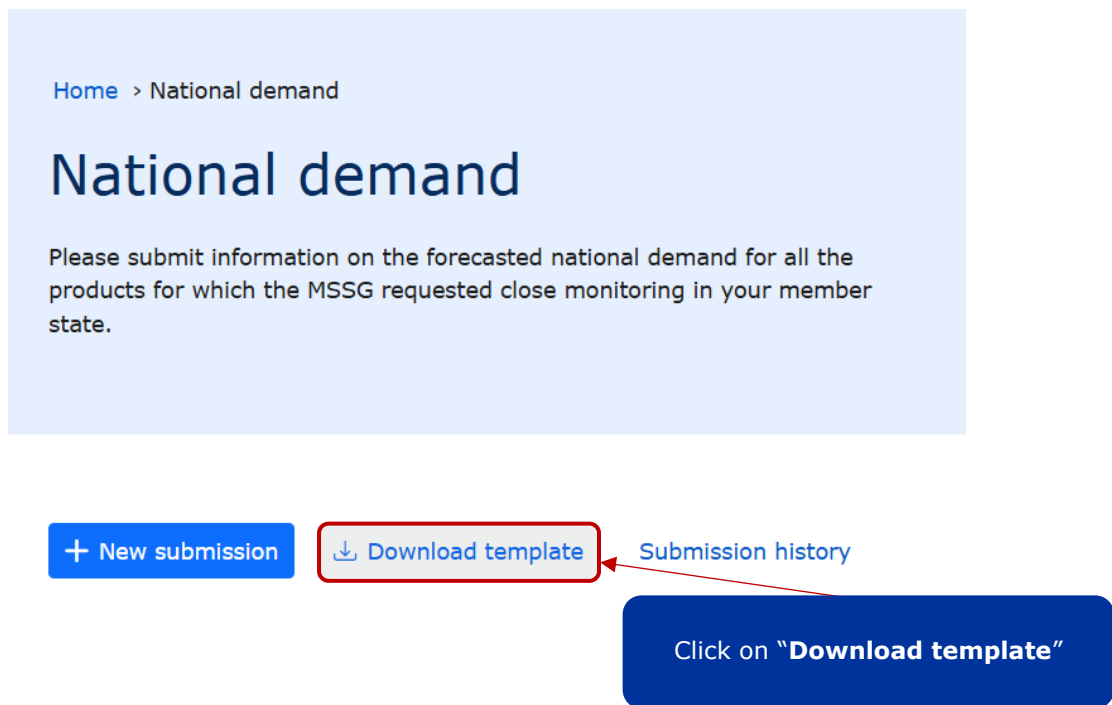 Home › National demand
National demand
Please submit information on the forecasted national demand for all the
products for which the MSSG requested close monitoring in your member
state.
+ New submission
Download template
Submission history
Click on “Download template”